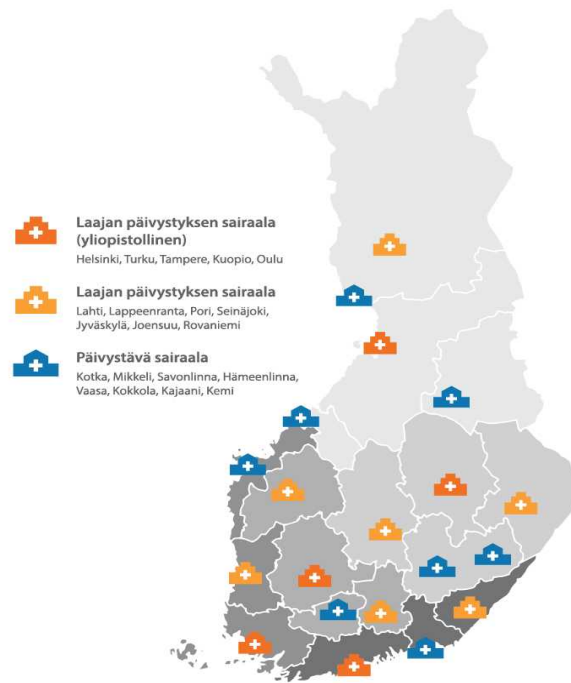 Laajan päivystyksen sairaala
(yliopistollinen)
Helsinki, Turku, Tampere, Kuopio, Oulu
Laajan päivystyksen sairaala
Lahti, Lappeenranta, Pori, Seinäjoki,
Jyväskylä, Joensuu, Rovaniemi
Päivystävä sairaala
Kotka, Mikkeli, Savonlinna, Hämeenlinna,
Vaasa, Kokkola, Kajaani, Kemi